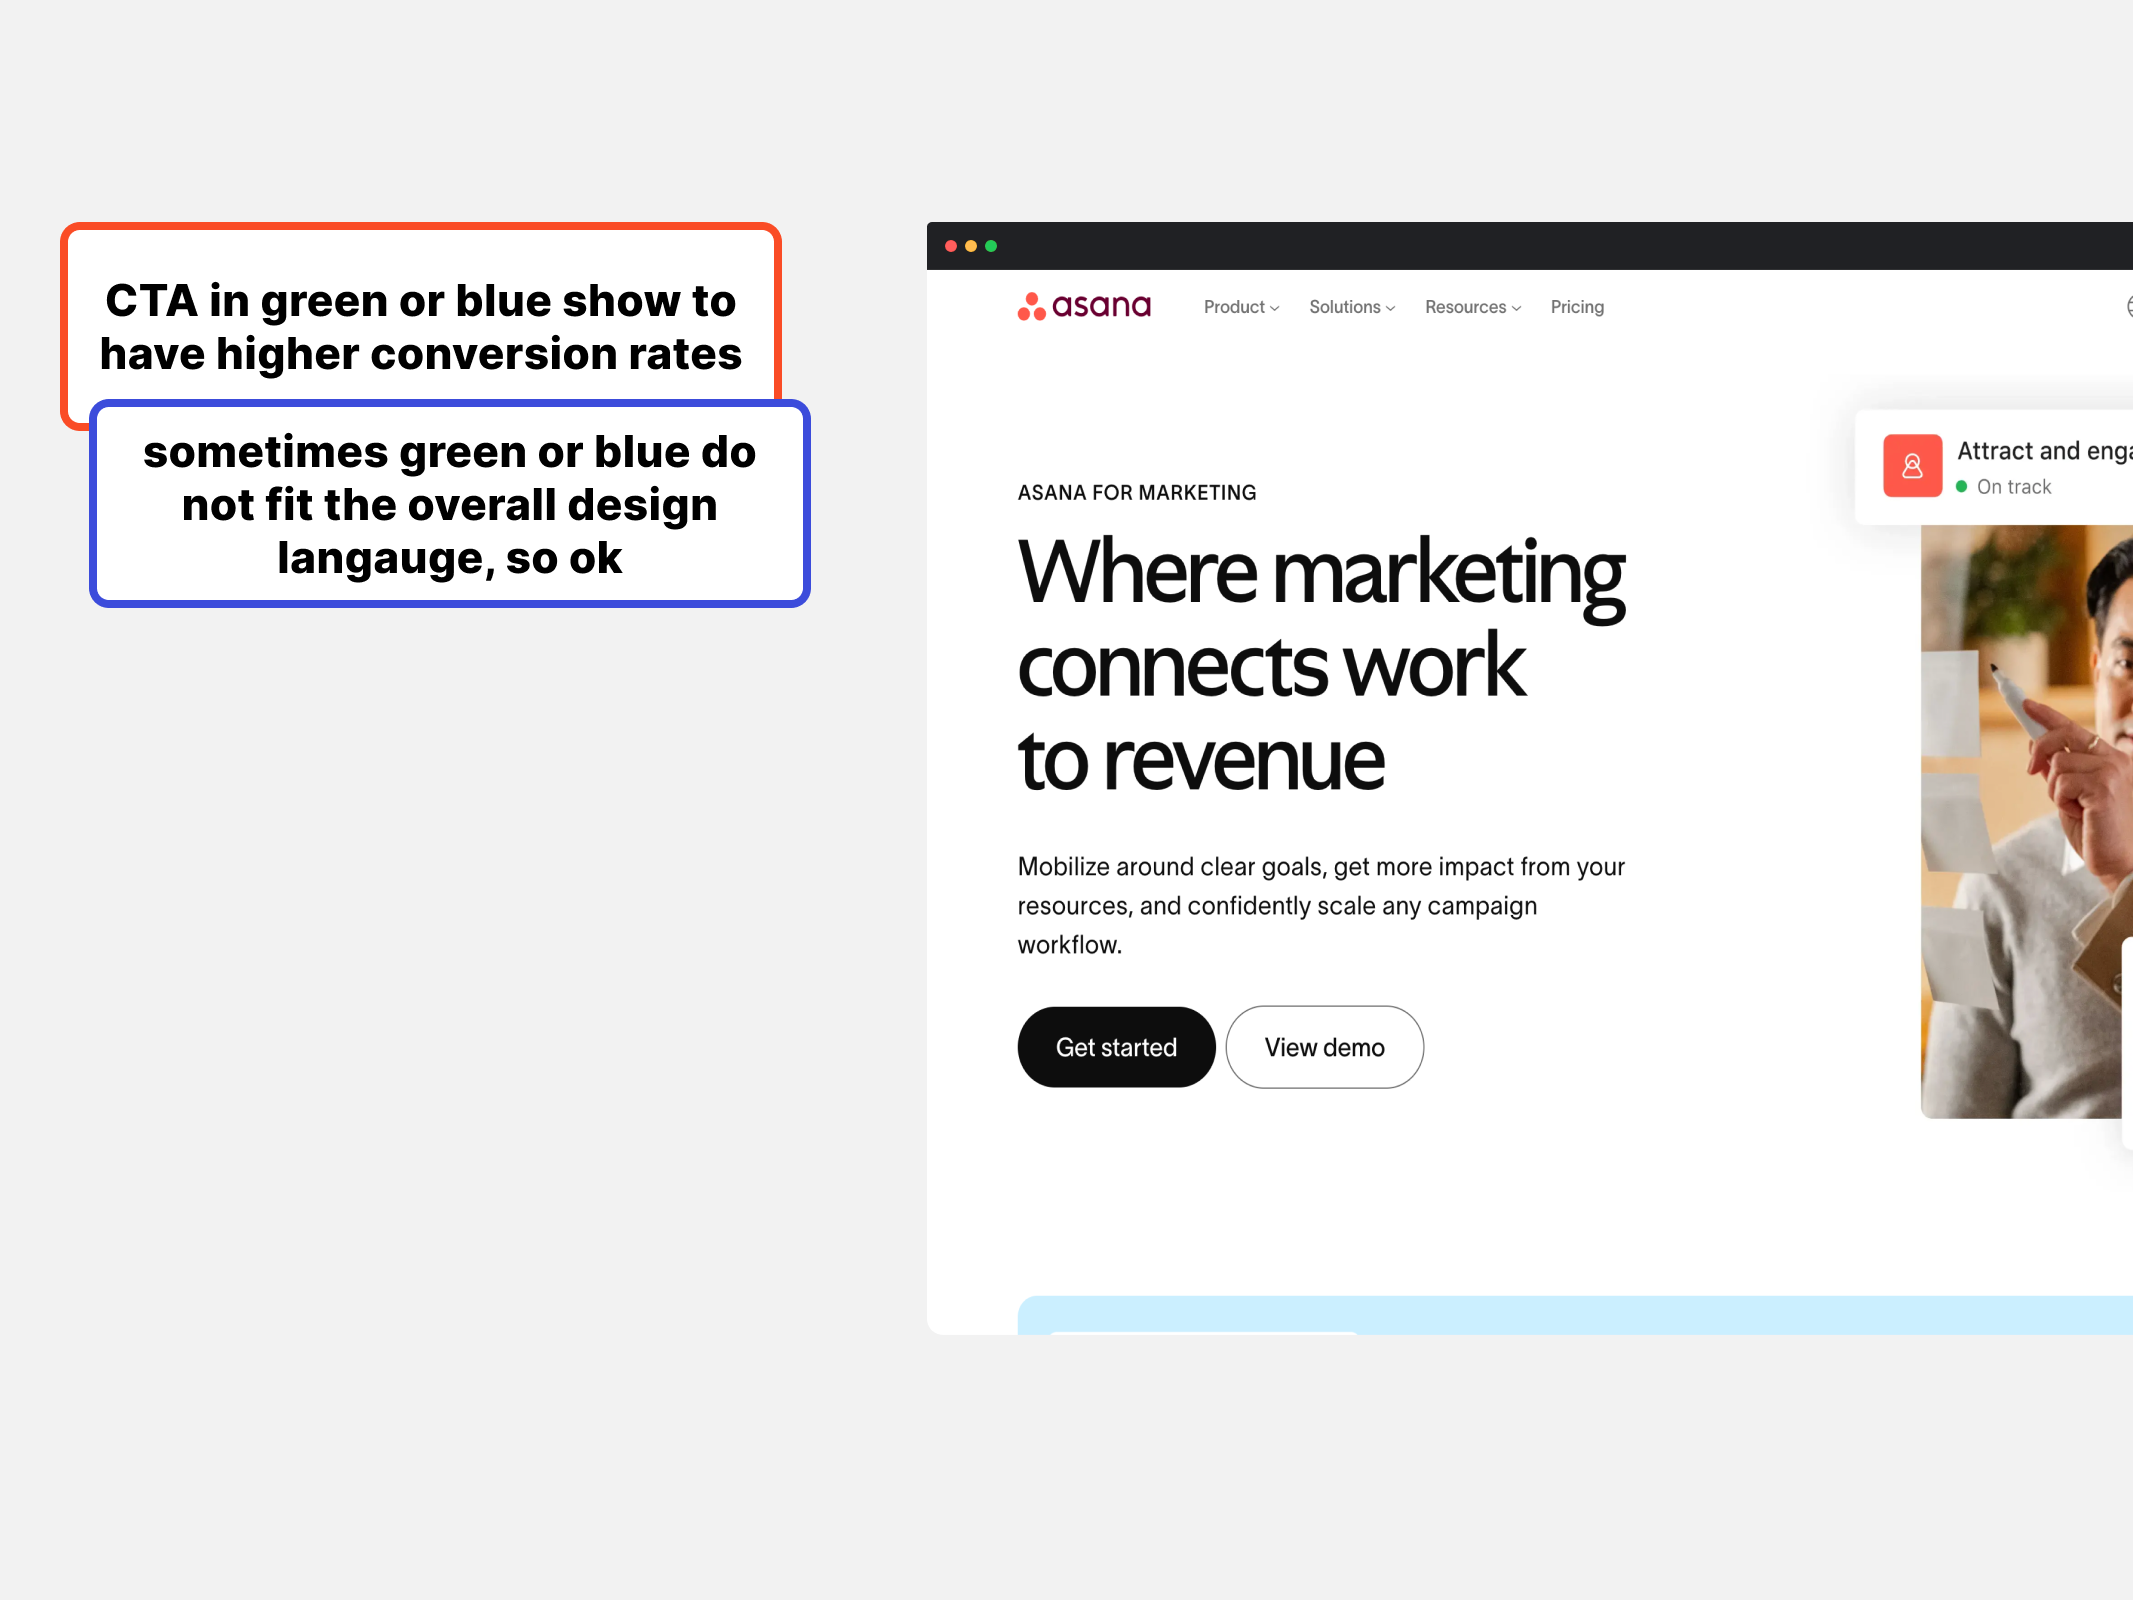 CTA in green or blue show to
have higher conversion rates
sometimes green or blue do
not fit the overall design
langauge, so ok
asana
Product
Solutions
Resources
Pricing
Attract and
On track
ASANA FOR MARKETING
Where marketing
connects work
to revenue
Mobilize around clear goals, get more impact from your
resources, and confidently scale any campaign
workflow.
Get started
View demo